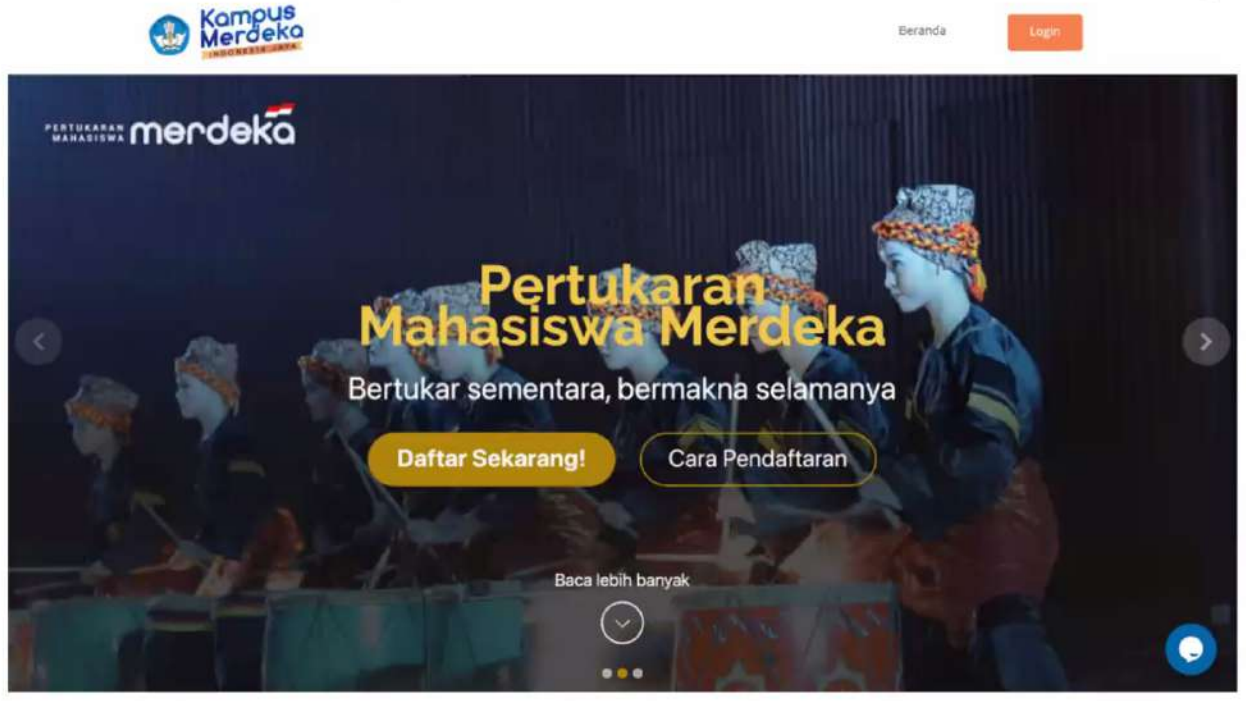 Kampus
Merdeka
INDONESIA JAYA
Beranda
Login
PERTUKARAN
MAHASISWA
merdeka
Pertukaran
Mahasiswa Merdeka
Bertukar sementara, bermakna selamanya
Daftar Sekarang!
Cara Pendaftaran
Baca lebih banyak